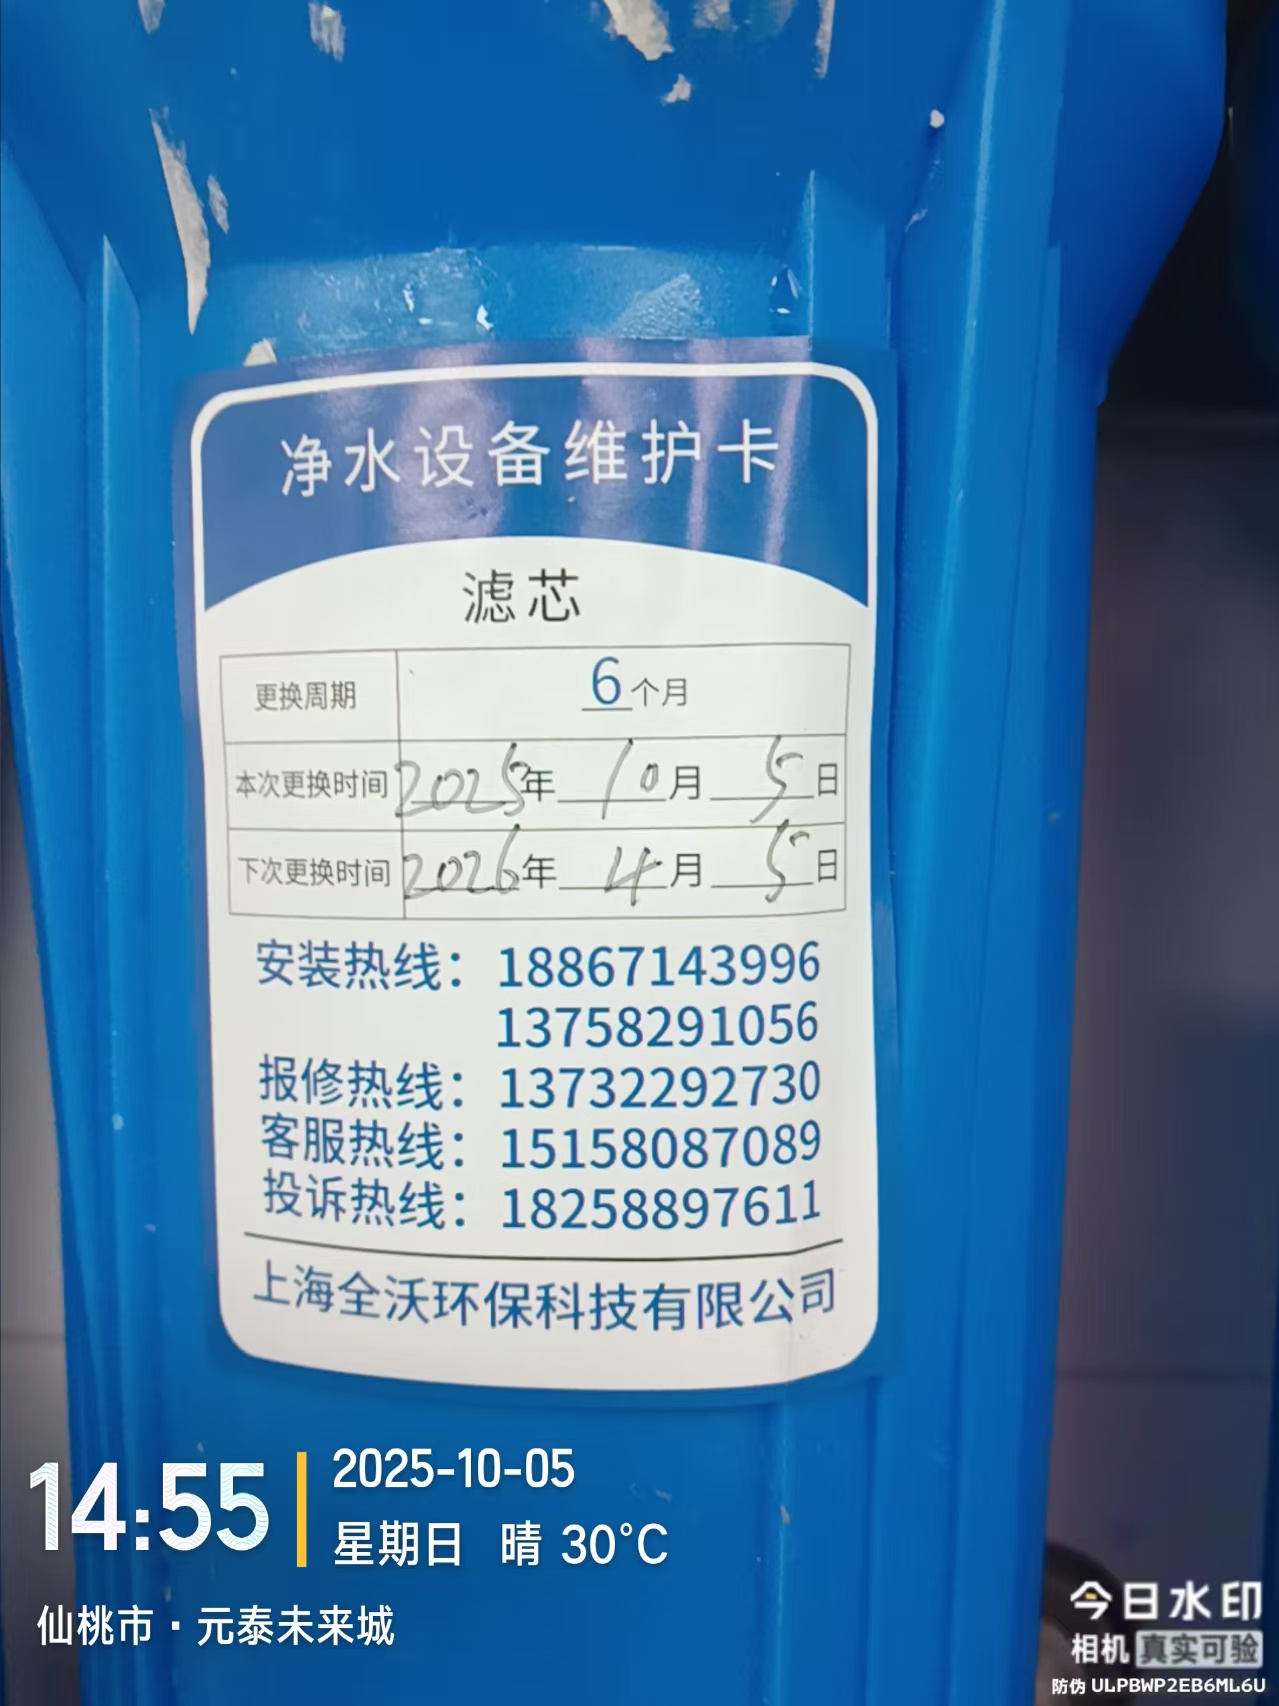 净水设备维护卡
滤芯
更换周期 6个月
本次更换时间 2025年10月5日
下次更换时间 2026年4月5日
安装热线：18867143996
13758291056
报修热线：13732292730
客服热线：15158087089
投诉热线：18258897611
上海全沃环保科技有限公司
14:55
2025-10-05
星期日 晴 30°C
仙桃市·元泰未来城
今日水印
相机 真实可验
防伪 ULPBWP2EB6ML6U